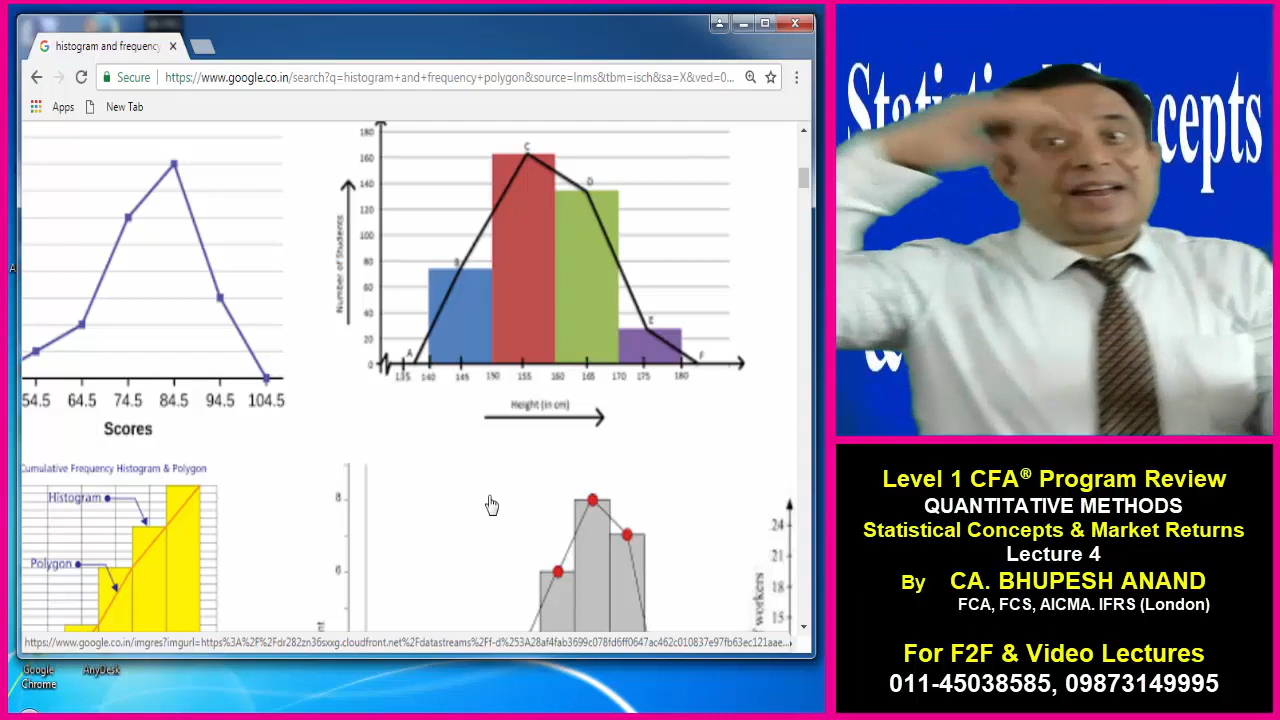 histogram and frequency
Secure
https://www.google.co.in/search?q=histogram+and+frequency+polygon&source=lnms&tbm=isch&sa=X&ved=0...
Apps
New Tab
54.5 64.5 74.5 84.5 94.5 104.5
Scores
180
160
140
120
100
80
60
40
20
0
Number of Students
A
B
C
D
E
F
135 140 145 150 155 160 165 170 175 180
Height (in cm)
Cumulative Frequency Histogram & Polygon
Histogram
Polygon
8
6
24
21
18
15
workers
Google
Chrome
AnyDesk
Level 1 CFA® Program Review
QUANTITATIVE METHODS
Statistical Concepts & Market Returns
Lecture 4
By CA. BHUPESH ANAND
FCA, FCS, AICMA. IFRS (London)
For F2F & Video Lectures
011-45038585, 09873149995